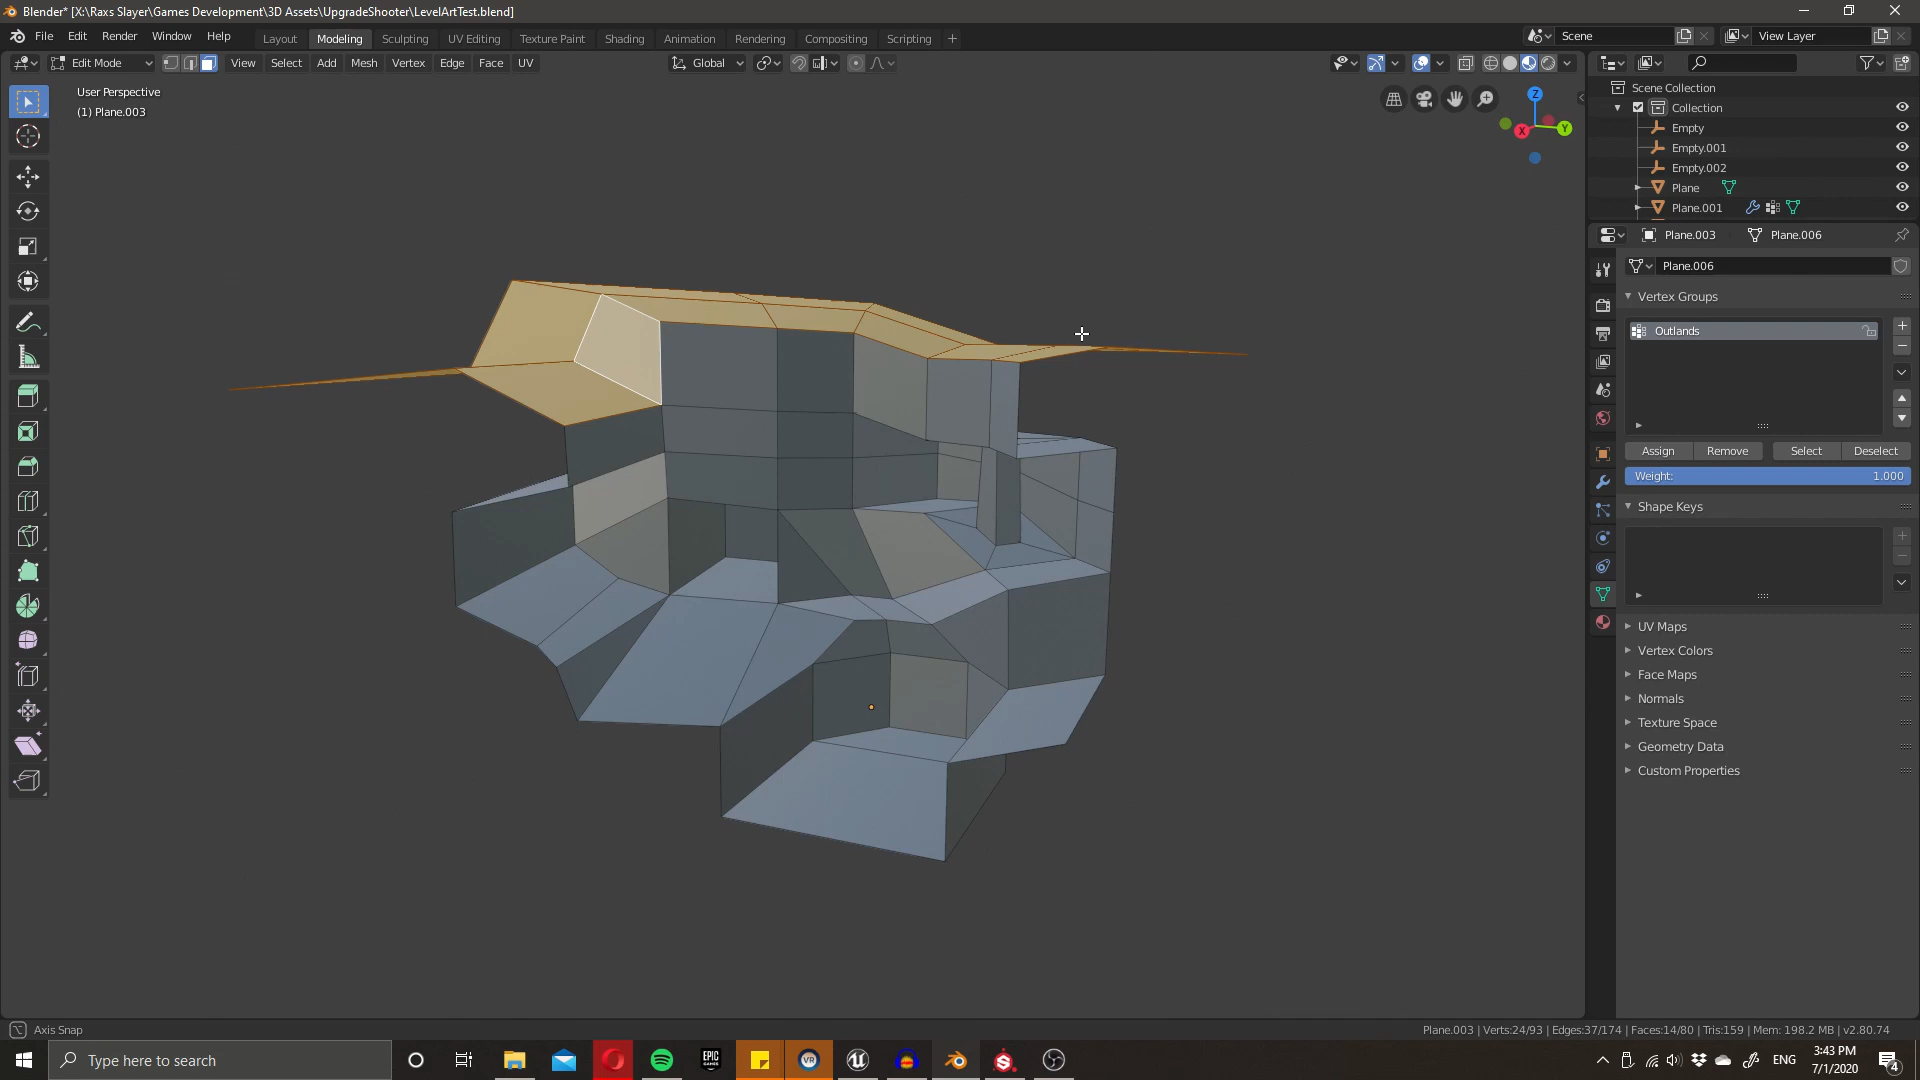 Blender* [X:\Raxs Slayer\Games Development\3D Assets\UpgradeShooter\LevelArtTest.blend]
File Edit Render Window Help Layout Modeling Sculpting UV Editing Texture Paint Shading Animation Rendering Compositing Scripting + Scene View Layer
Edit Mode View Select Add Mesh Vertex Edge Face UV Global
User Perspective
(1) Plane.003
Z
X
Y
Scene Collection
Collection
Empty
Empty.001
Empty.002
Plane
Plane.001
Plane.003 Plane.006
Plane.006
Vertex Groups
Outlands
Assign Remove Select Deselect
Weight: 1.000
Shape Keys
UV Maps
Vertex Colors
Face Maps
Normals
Texture Space
Geometry Data
Custom Properties
Axis Snap
Plane.003 | Verts:24/93 | Edges:37/174 | Faces:14/80 | Tris:159 | Mem: 198.2 MB | v2.80.74
Type here to search
EPIC
GAMES
VR
ENG
3:43 PM
7/1/2020
4